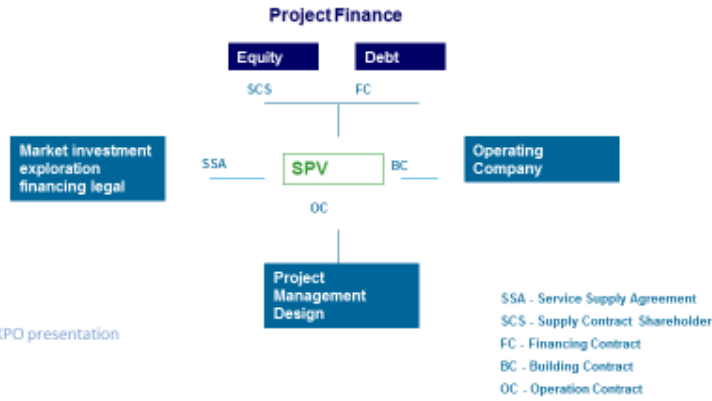 Project Finance
Equity
Debt
SCS
FC
Market investment
exploration
financing legal
SSA
SPV
BC
Operating
Company
OC
Project
Management
Design
SSA - Service Supply Agreement
SCS - Supply Contract Shareholder
FC - Financing Contract
BC - Building Contract
OC - Operation Contract
XPO presentation